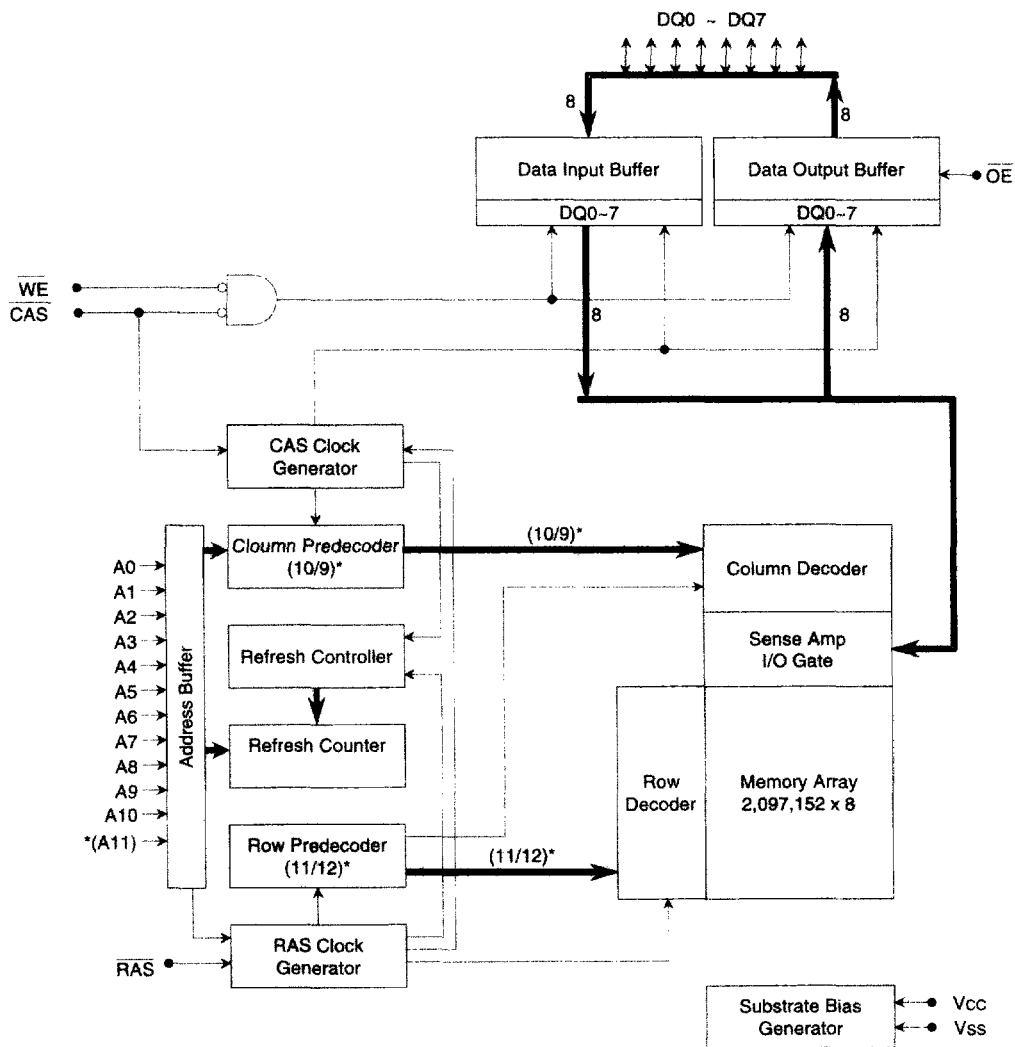 DQ0 ~ DQ7
8
8
Data Input Buffer
Data Output Buffer
OE
DQ0~7
DQ0~7
WE
CAS
8
8
CAS Clock
Generator
Cloumn Predecoder
(10/9)*
(10/9)*
Column Decoder
A0
A1
A2
A3
A4
A5
A6
A7
A8
A9
A10
*(A11)
Address Buffer
Refresh Controller
Sense Amp
I/O Gate
Refresh Counter
Row
Decoder
Memory Array
2,097,152 x 8
Row Predecoder
(11/12)*
(11/12)*
RAS
RAS Clock
Generator
Substrate Bias
Generator
Vcc
Vss